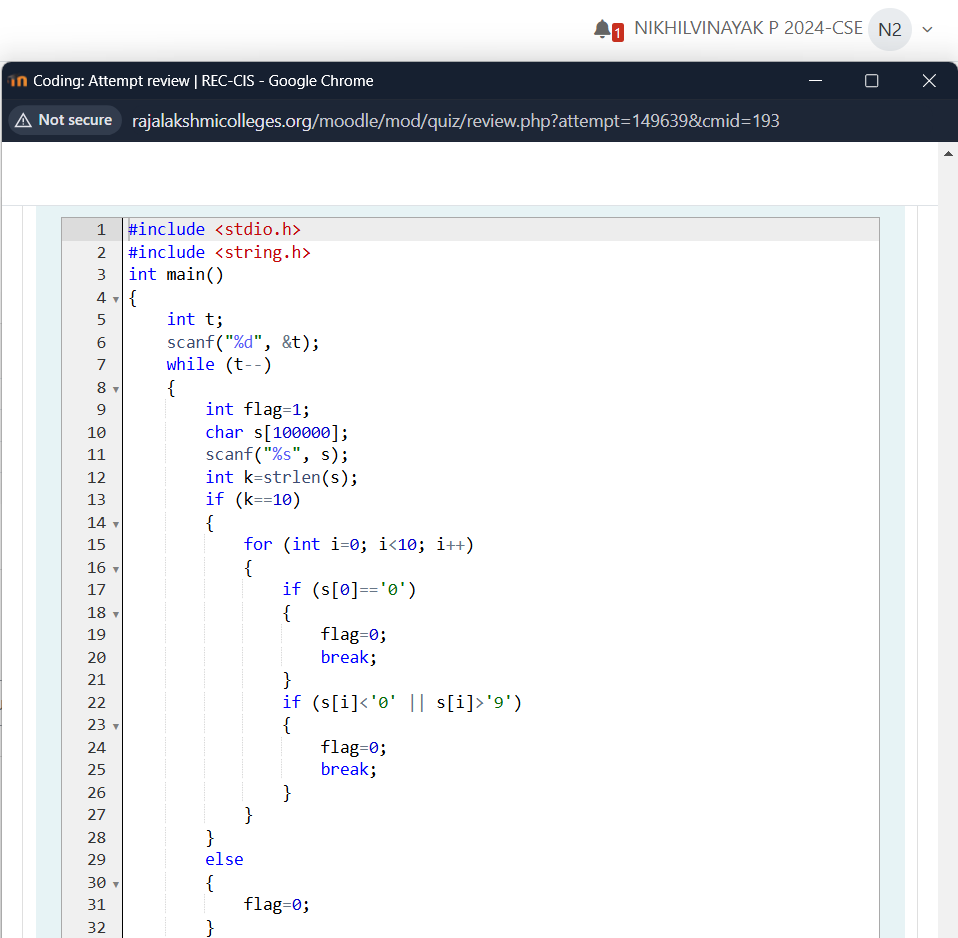 1 NIKHILVINAYAK P 2024-CSE N2
Coding: Attempt review | REC-CIS - Google Chrome
Not secure rajalakshmicolleges.org/moodle/mod/quiz/review.php?attempt=149639&cmid=193
1 #include <stdio.h>
2 #include <string.h>
3 int main()
4 {
5     int t;
6     scanf("%d", &t);
7     while (t--)
8     {
9         int flag=1;
10         char s[100000];
11         scanf("%s", s);
12         int k=strlen(s);
13         if (k==10)
14         {
15             for (int i=0; i<10; i++)
16             {
17                 if (s[0]=='0')
18                 {
19                     flag=0;
20                     break;
21                 }
22                 if (s[i]<'0' || s[i]>'9')
23                 {
24                     flag=0;
25                     break;
26                 }
27             }
28         }
29         else
30         {
31             flag=0;
32         }